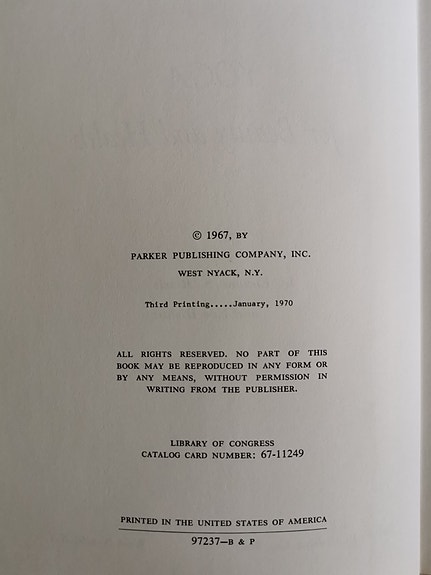 © 1967, BY
PARKER PUBLISHING COMPANY, INC.
WEST NYACK, N.Y.
Third Printing.....January, 1970
ALL RIGHTS RESERVED. NO PART OF THIS
BOOK MAY BE REPRODUCED IN ANY FORM OR
BY ANY MEANS, WITHOUT PERMISSION IN
WRITING FROM THE PUBLISHER.
LIBRARY OF CONGRESS
CATALOG CARD NUMBER: 67-11249
PRINTED IN THE UNITED STATES OF AMERICA
97237—B & P